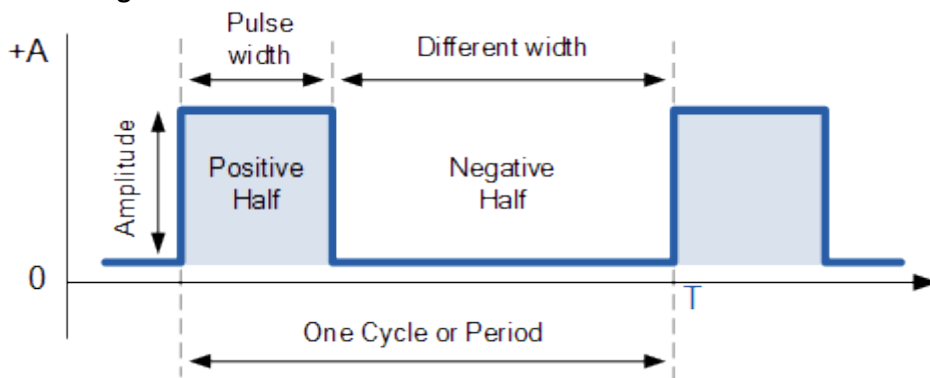 Pulse
width
Different width
+A
Amplitude
Positive
Half
Negative
Half
0
T
One Cycle or Period